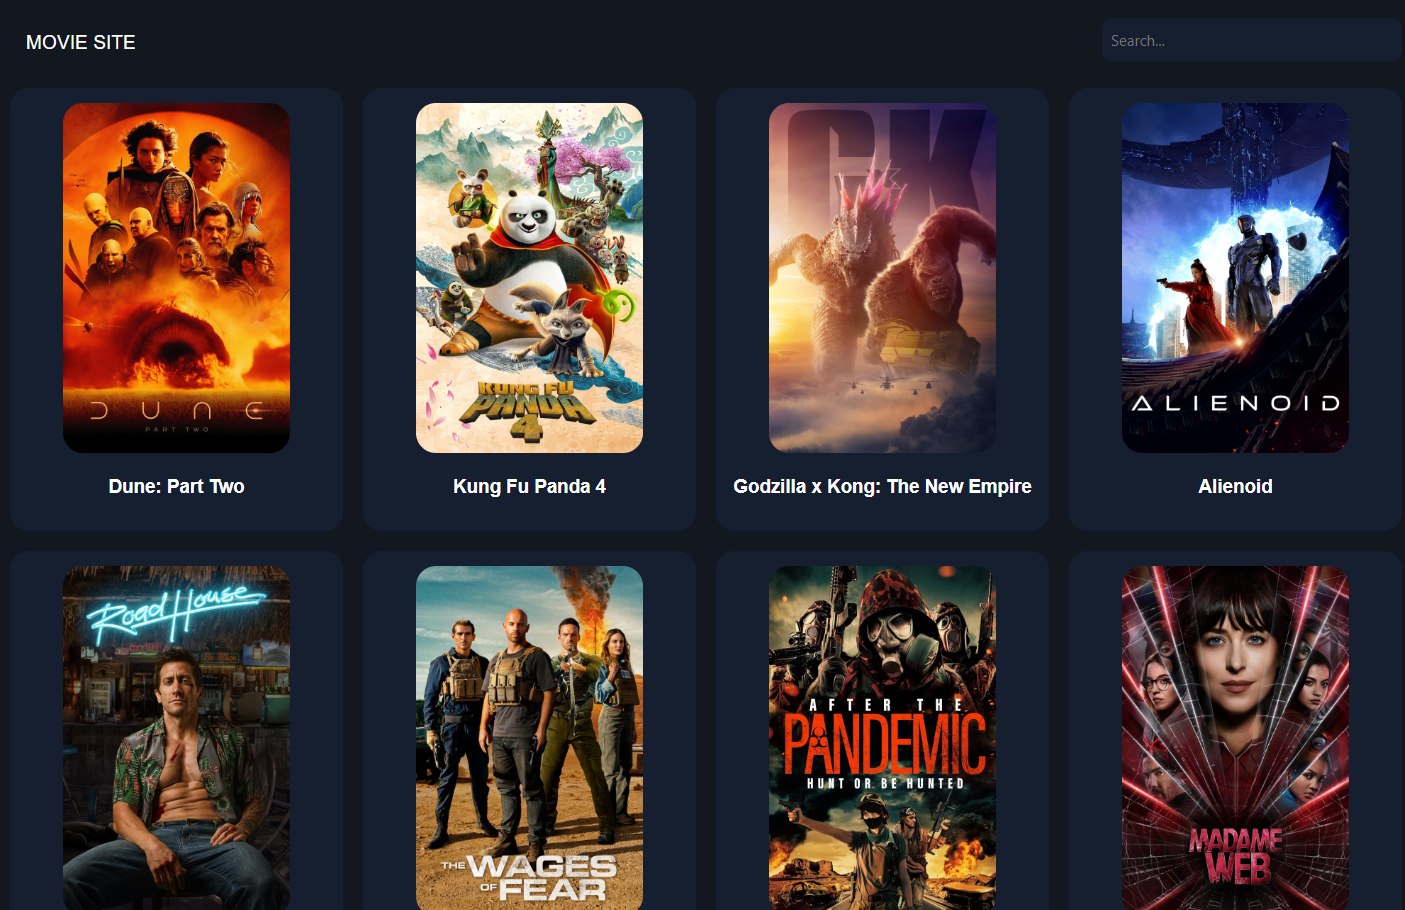 MOVIE SITE
Search...
DUNE
PART TWO
KUNG FU
PANDA
4
GK
ALIENOID
Dune: Part Two
Kung Fu Panda 4
Godzilla x Kong: The New Empire
Alienoid
Road House
THE WAGES
OF FEAR
AFTER THE
PANDEMIC
HUNT OR BE HUNTED
MADAME
WEB